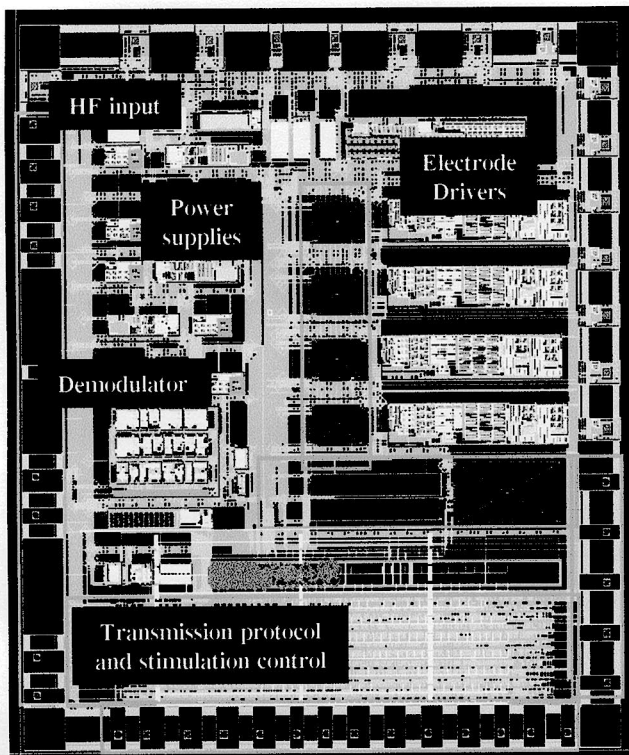 HF input
Electrode
Drivers
Power
supplies
Demodulator
Transmission protocol
and stimulation control